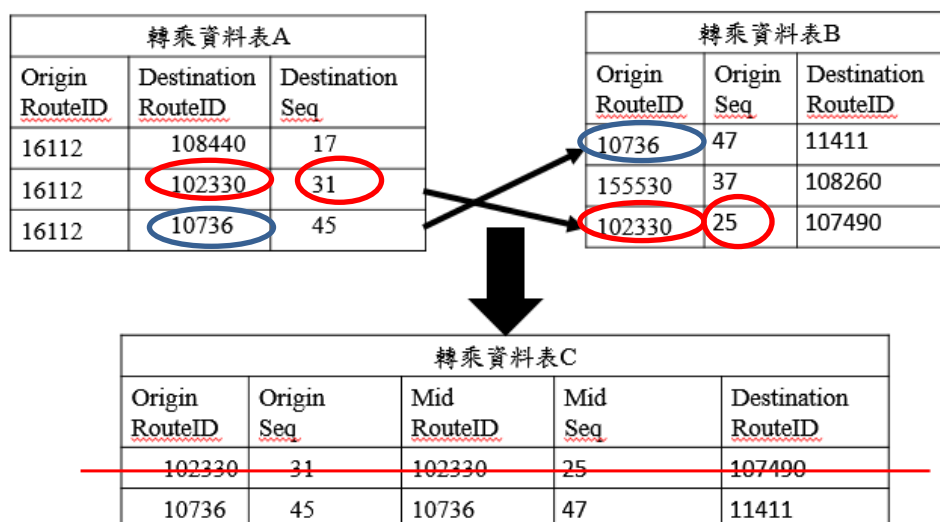 轉乘資料表A
Origin RouteID Destination RouteID Destination Seq
16112 108440 17
16112 102330 31
16112 10736 45
轉乘資料表B
Origin RouteID Origin Seq Destination RouteID
10736 47 11411
155530 37 108260
102330 25 107490
轉乘資料表C
Origin RouteID Origin Seq Mid RouteID Mid Seq Destination RouteID
102330 31 102330 25 107490
10736 45 10736 47 11411